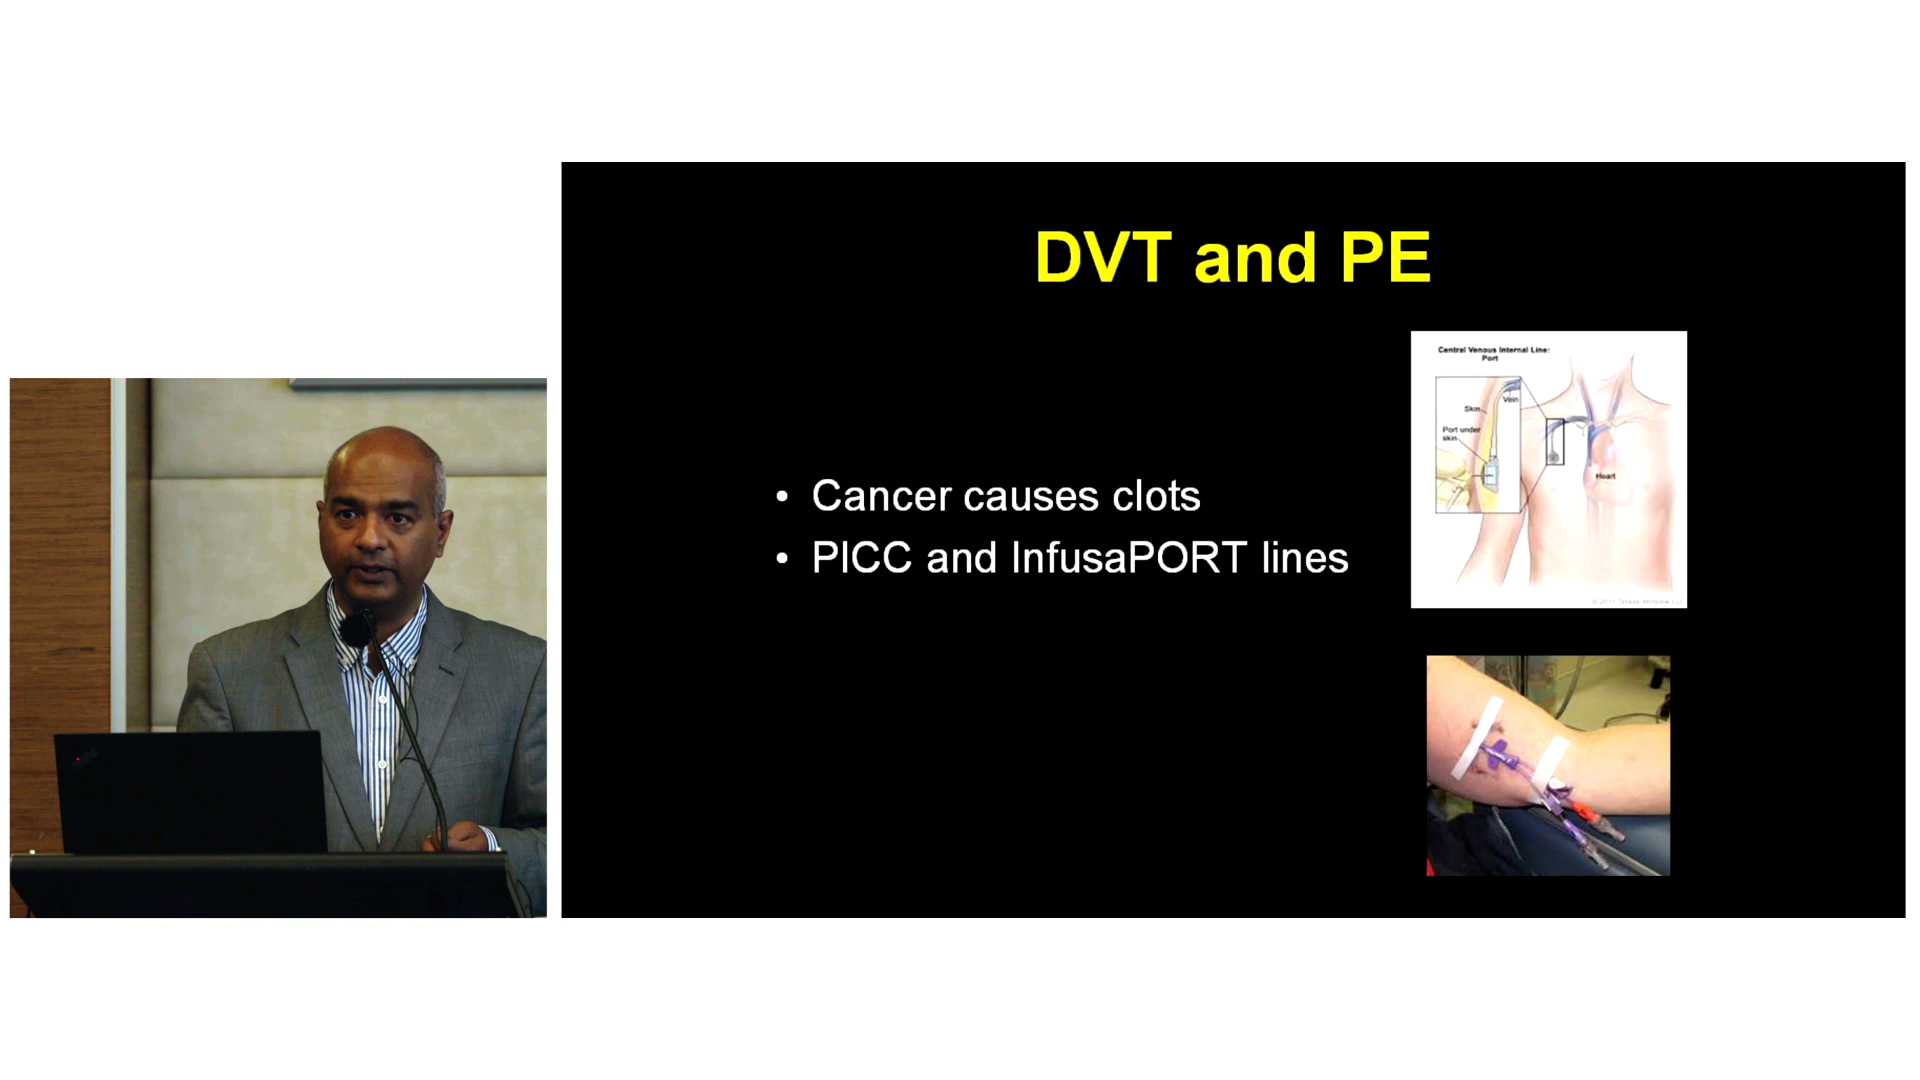 DVT and PE
• Cancer causes clots
• PICC and InfusaPORT lines
Central Venous Internal Line:
Port
Vein
Skin
Port under
skin
Heart